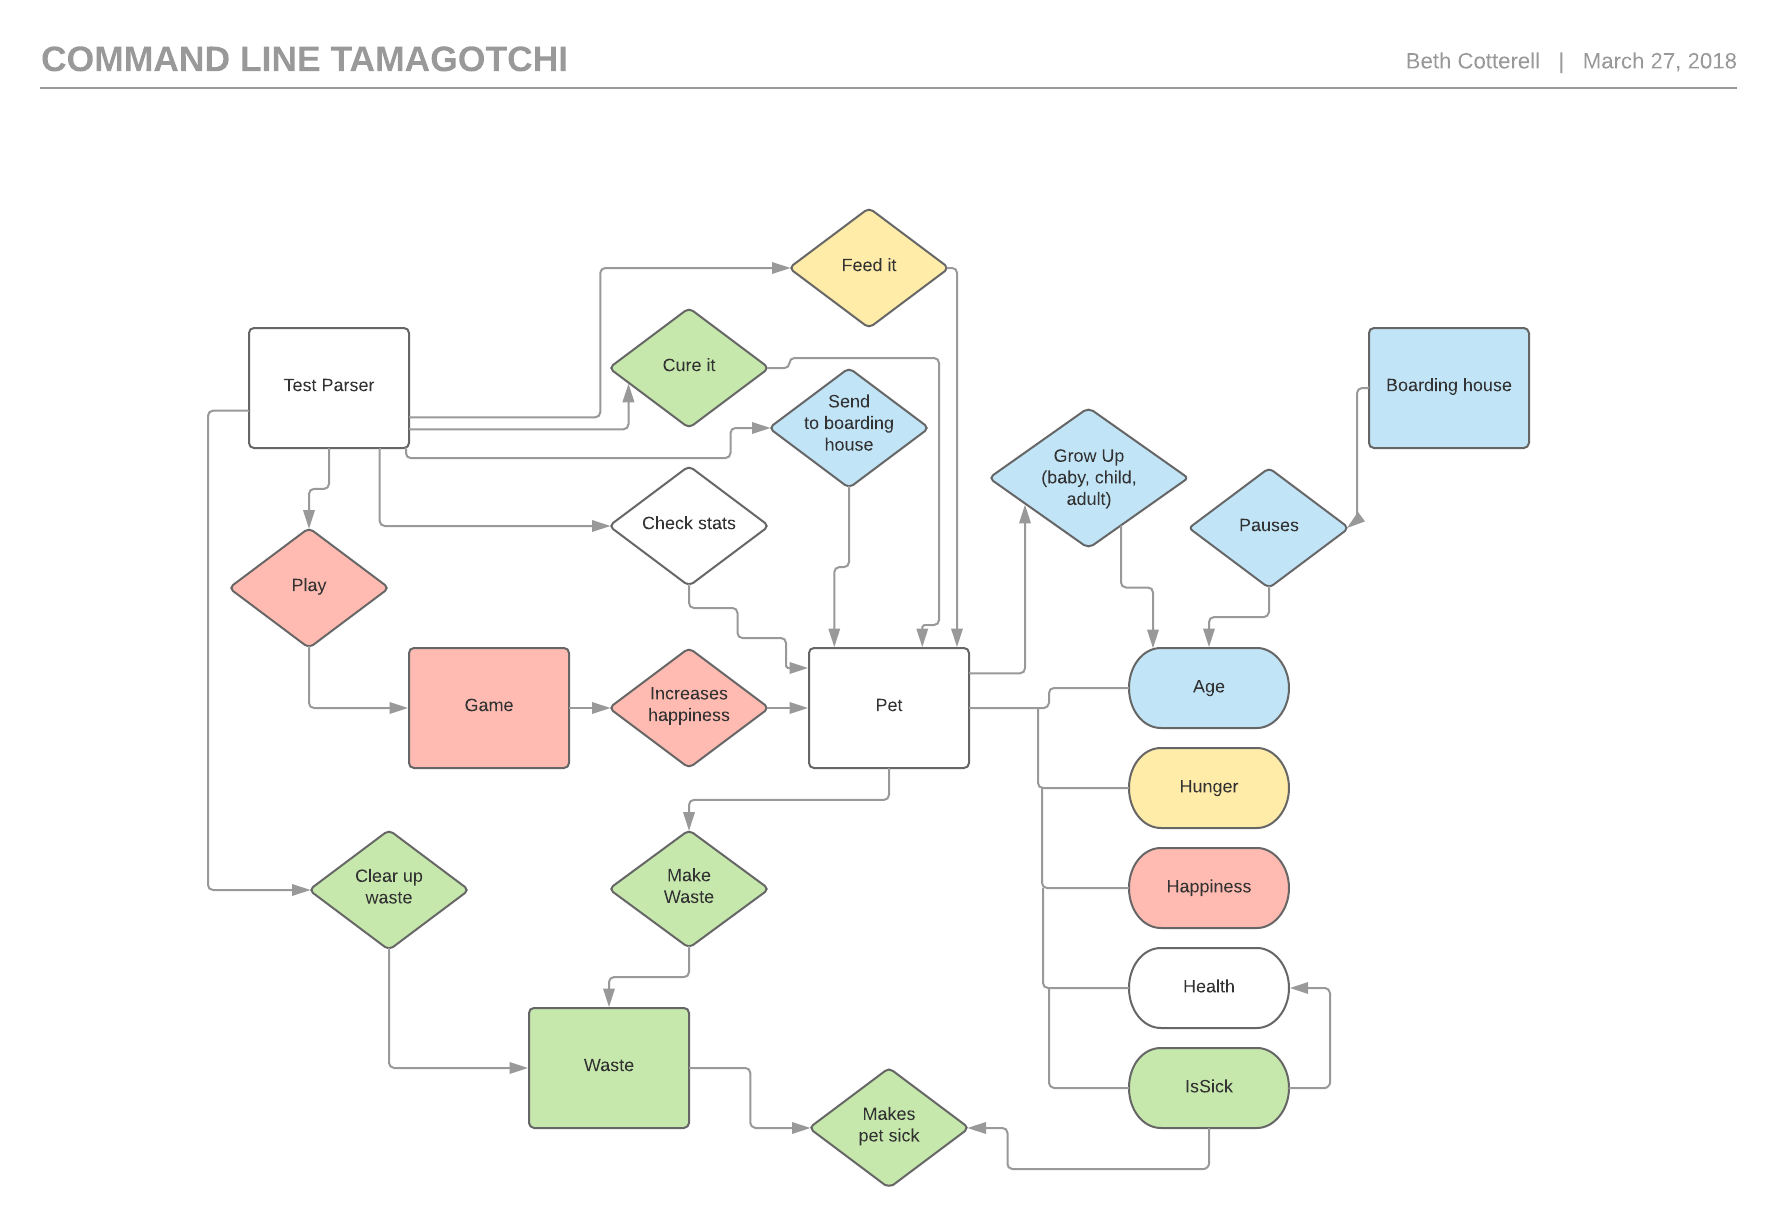 COMMAND LINE TAMAGOTCHI
Beth Cotterell | March 27, 2018
Feed it
Cure it
Test Parser
Boarding house
Send
to boarding
house
Grow Up
(baby, child,
adult)
Check stats
Pauses
Play
Game
Increases
happiness
Pet
Age
Hunger
Happiness
Clear up
waste
Make
Waste
Health
Waste
IsSick
Makes
pet sick